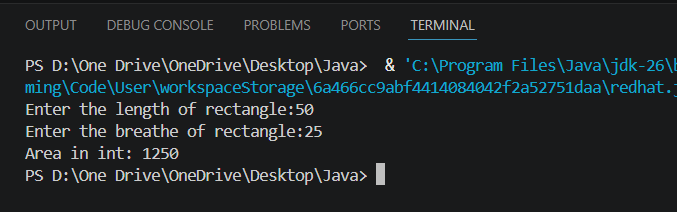 OUTPUT DEBUG CONSOLE PROBLEMS PORTS TERMINAL
PS D:\One Drive\OneDrive\Desktop\Java> & 'C:\Program Files\Java\jdk-26\b
ming\Code\User\workspaceStorage\6a466cc9abf4414084042f2a52751daa\redhat.j
Enter the length of rectangle:50
Enter the breathe of rectangle:25
Area in int: 1250
PS D:\One Drive\OneDrive\Desktop\Java>